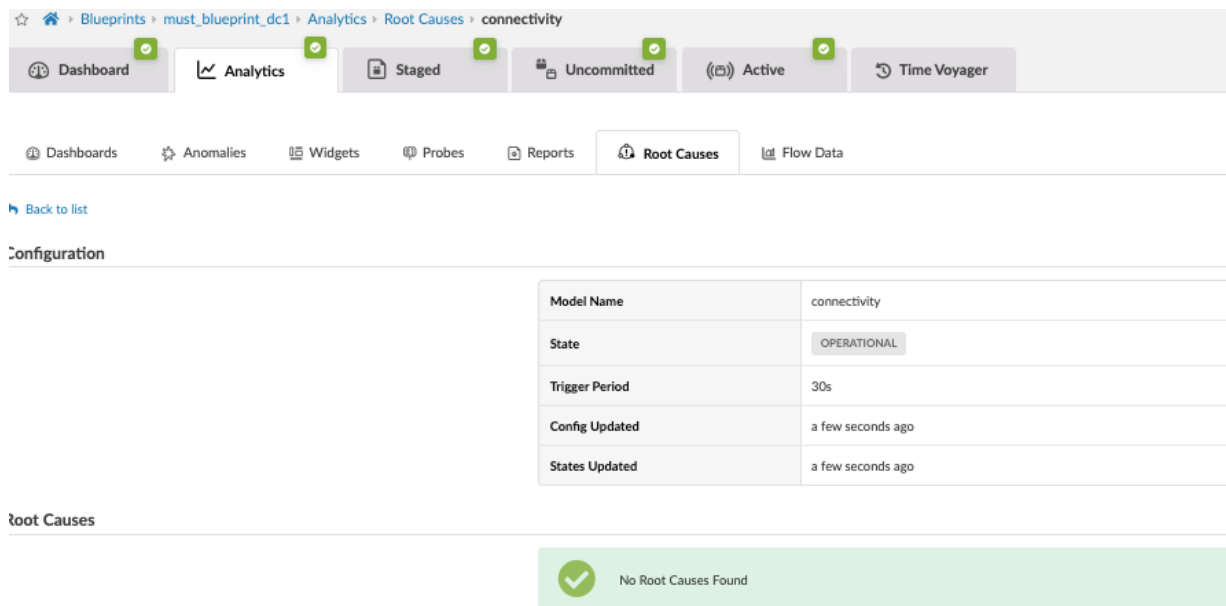 Blueprints › must_blueprint_dc1 › Analytics › Root Causes › connectivity
Dashboard Analytics Staged Uncommitted Active Time Voyager
Dashboards Anomalies Widgets Probes Reports Root Causes Flow Data
Back to list
Configuration
Model Name connectivity
State OPERATIONAL
Trigger Period 30s
Config Updated a few seconds ago
States Updated a few seconds ago
Root Causes
No Root Causes Found